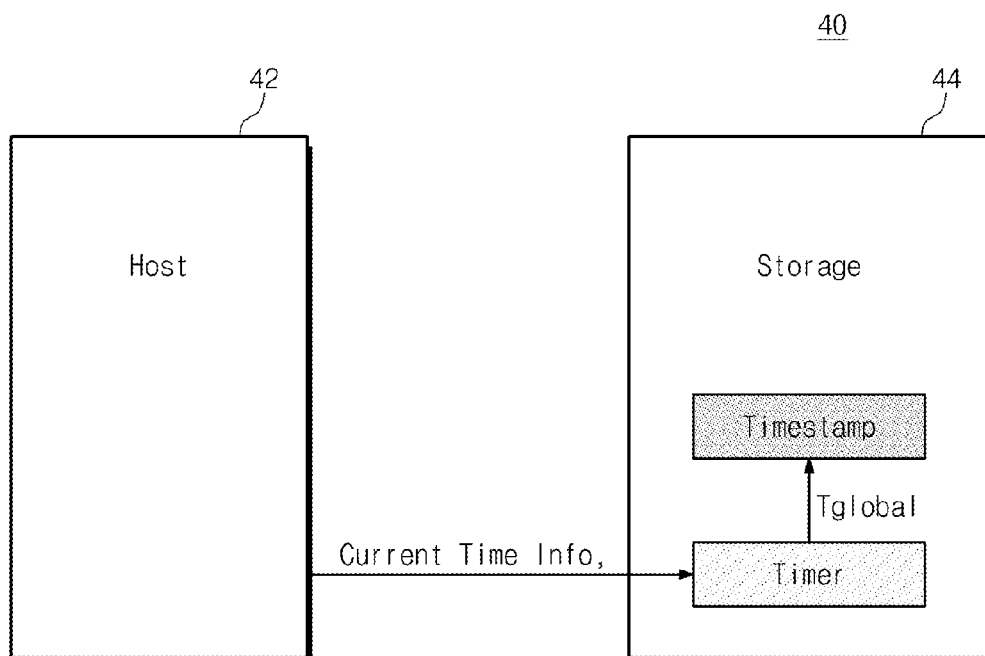 40
42
44
Host
Storage
Timestamp
Tglobal
Current Time Info,
Timer